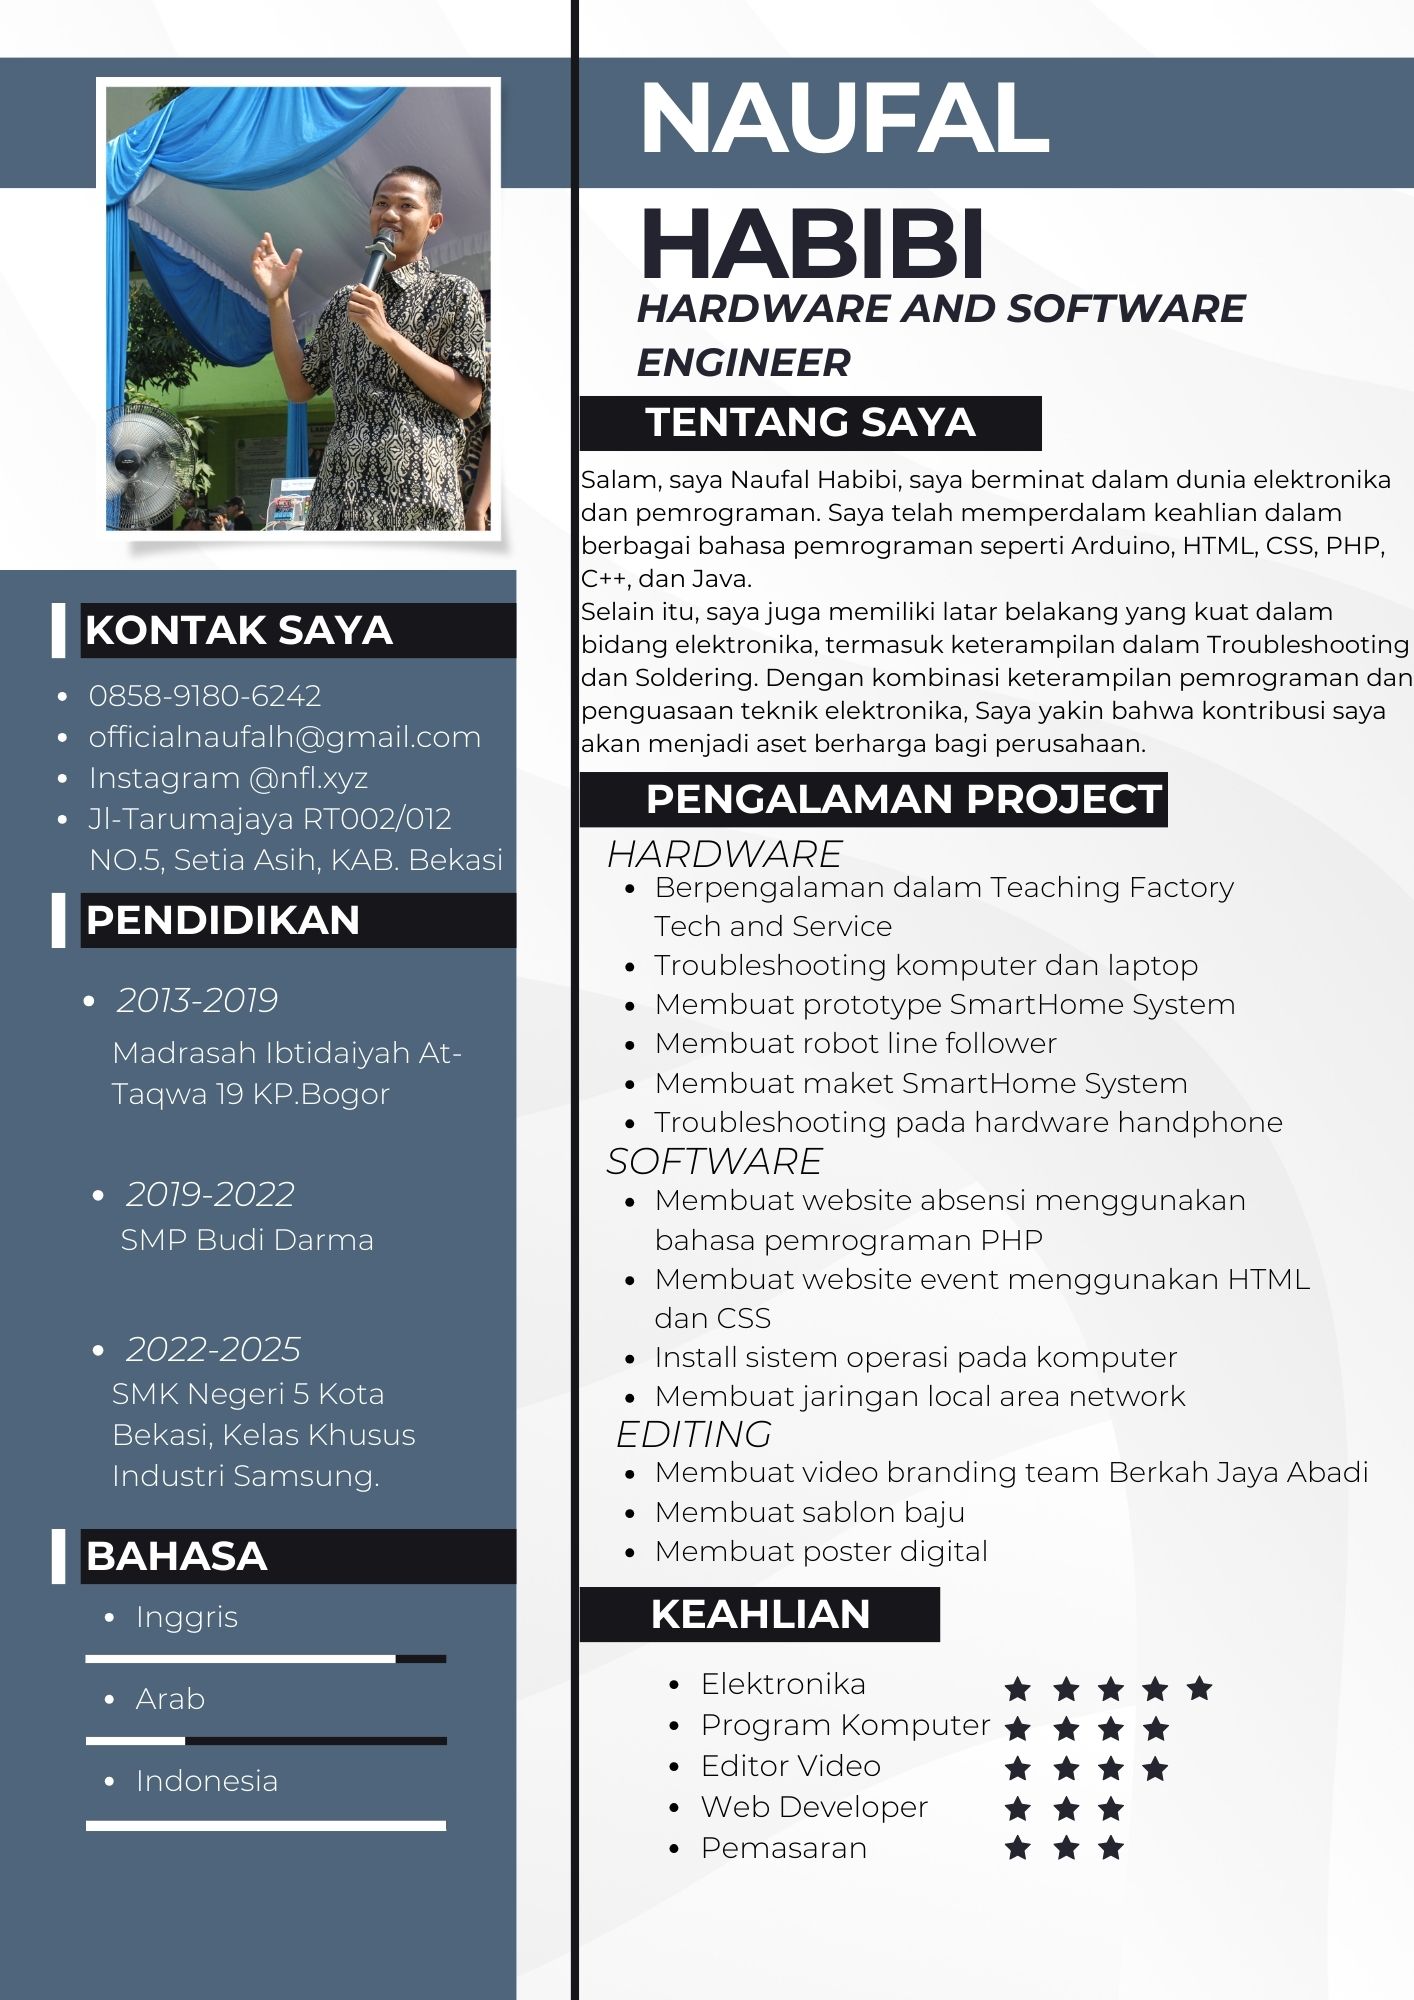 NAUFAL
HABIBI
HARDWARE AND SOFTWARE
ENGINEER
TENTANG SAYA
Salam, saya Naufal Habibi, saya berminat dalam dunia elektronika
dan pemrograman. Saya telah memperdalam keahlian dalam
berbagai bahasa pemrograman seperti Arduino, HTML, CSS, PHP,
C++, dan Java.
Selain itu, saya juga memiliki latar belakang yang kuat dalam
bidang elektronika, termasuk keterampilan dalam Troubleshooting
dan Soldering. Dengan kombinasi keterampilan pemrograman dan
penguasaan teknik elektronika, Saya yakin bahwa kontribusi saya
akan menjadi aset berharga bagi perusahaan.
KONTAK SAYA
• 0858-9180-6242
• officialnaufalh@gmail.com
• Instagram @nfl.xyz
• Jl-Tarumajaya RT002/012
NO.5, Setia Asih, KAB. Bekasi
PENDIDIKAN
• 2013-2019
Madrasah Ibtidaiyah At-
Taqwa 19 KP.Bogor
• 2019-2022
SMP Budi Darma
• 2022-2025
SMK Negeri 5 Kota
Bekasi, Kelas Khusus
Industri Samsung.
BAHASA
• Inggris
• Arab
• Indonesia
PENGALAMAN PROJECT
HARDWARE
• Berpengalaman dalam Teaching Factory
Tech and Service
• Troubleshooting komputer dan laptop
• Membuat prototype SmartHome System
• Membuat robot line follower
• Membuat maket SmartHome System
• Troubleshooting pada hardware handphone
SOFTWARE
• Membuat website absensi menggunakan
bahasa pemrograman PHP
• Membuat website event menggunakan HTML
dan CSS
• Install sistem operasi pada komputer
• Membuat jaringan local area network
EDITING
• Membuat video branding team Berkah Jaya Abadi
• Membuat sablon baju
• Membuat poster digital
KEAHLIAN
• Elektronika
• Program Komputer
• Editor Video
• Web Developer
• Pemasaran